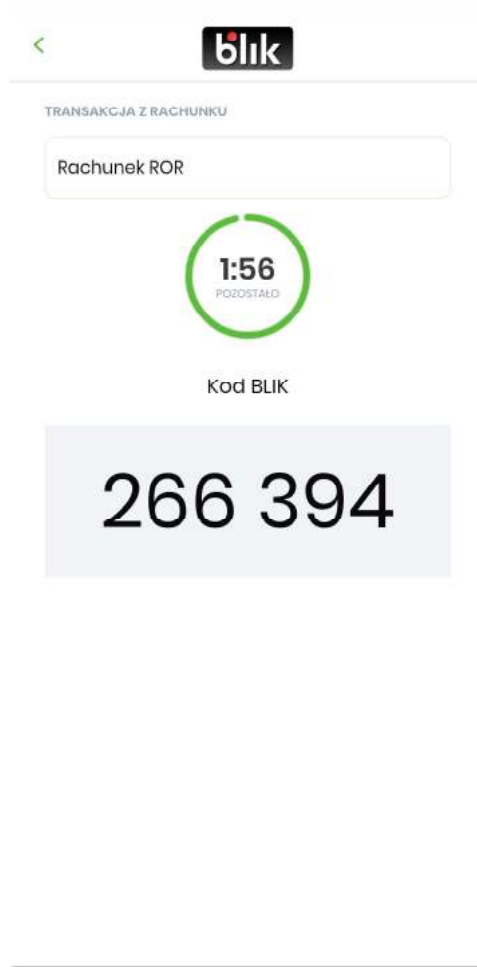 blik
TRANSAKCJA Z RACHUNKU
Rachunek ROR
1:56
POZOSTAŁO
Kod BLIK
266 394